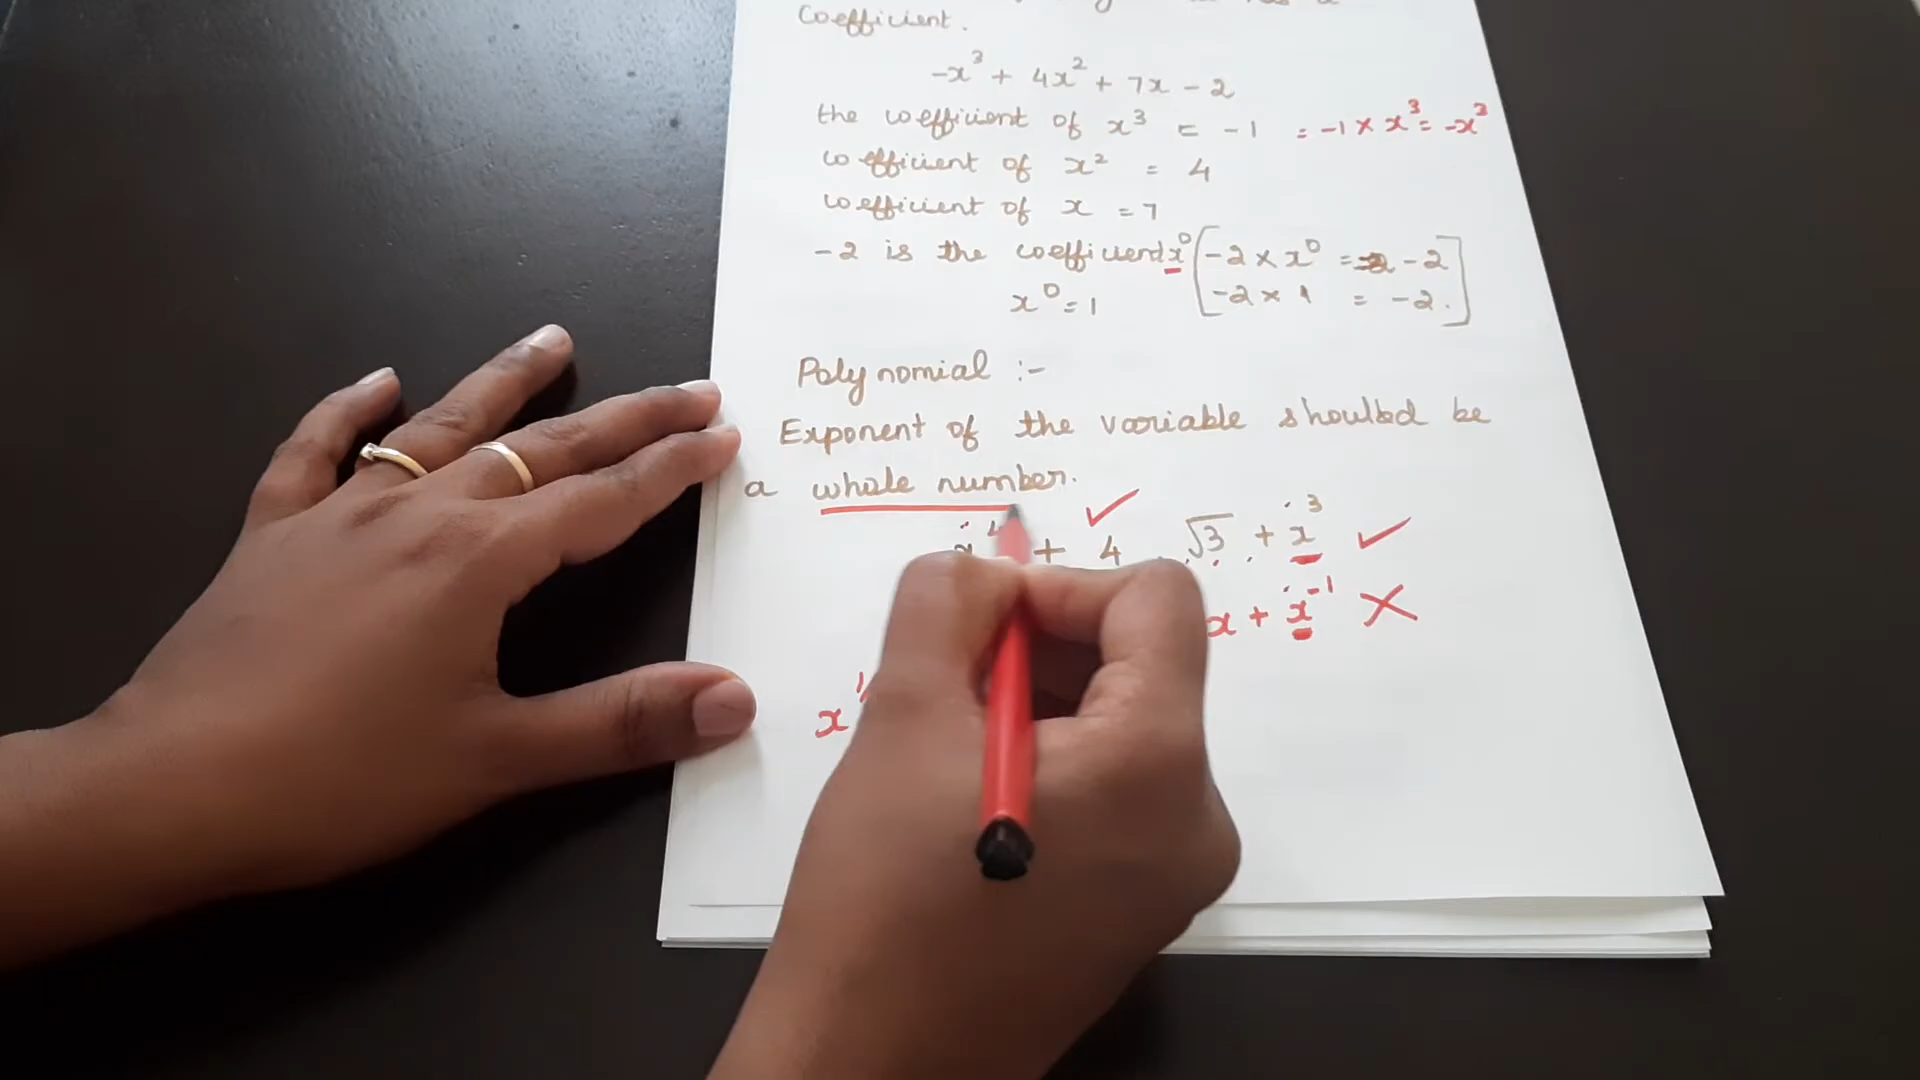 coefficient.
-x³ + 4x² + 7x - 2
the coefficient of x³ = -1 = -1 × x³ = -x³
coefficient of x² = 4
coefficient of x = 7
-2 is the coefficient x⁰ [-2 × x⁰ = -2
x⁰ = 1 -2 × 1 = -2.]
Polynomial :-
Exponent of the variable should be
a whole number.
+ 4 ✓ √3 + x³ ✓
x + x⁻¹ ✗
x